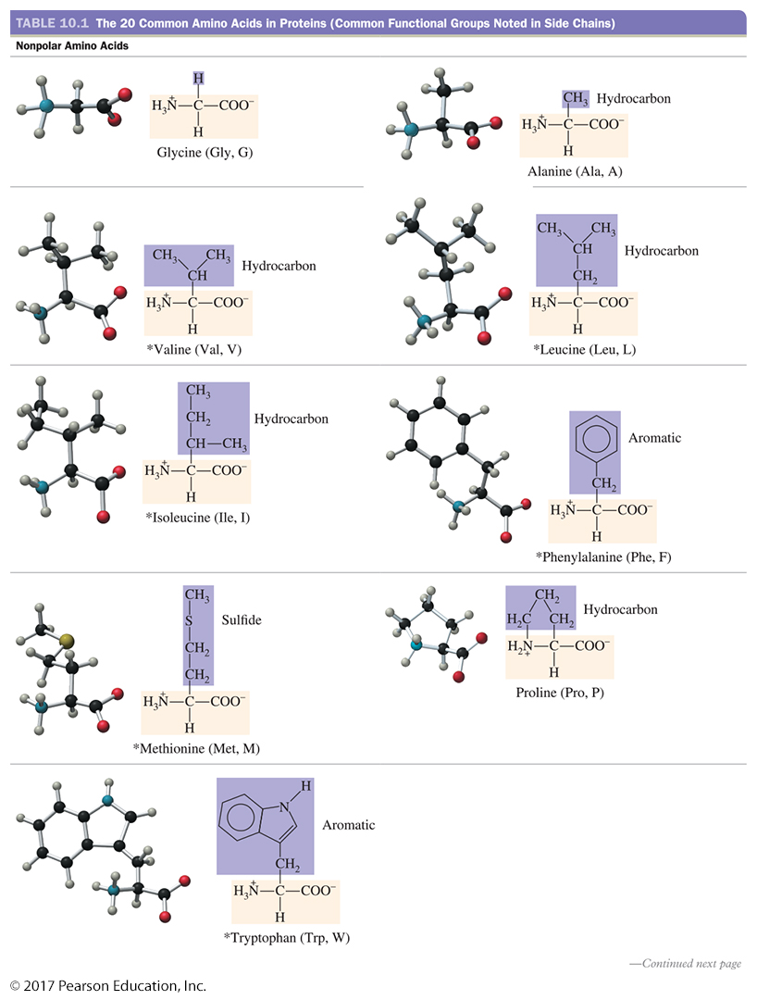 TABLE 10.1 The 20 Common Amino Acids in Proteins (Common Functional Groups Noted in Side Chains)
Nonpolar Amino Acids
H
H₃N⁺—C—COO⁻
H
Glycine (Gly, G)
CH₃ Hydrocarbon
H₃N⁺—C—COO⁻
H
Alanine (Ala, A)
CH₃ CH₃
CH Hydrocarbon
H₃N⁺—C—COO⁻
H
*Valine (Val, V)
CH₃ CH₃
CH Hydrocarbon
CH₂
H₃N⁺—C—COO⁻
H
*Leucine (Leu, L)
CH₃
CH₂ Hydrocarbon
CH—CH₃
H₃N⁺—C—COO⁻
H
*Isoleucine (Ile, I)
Aromatic
CH₂
H₃N⁺—C—COO⁻
H
*Phenylalanine (Phe, F)
CH₃
S Sulfide
CH₂
CH₂
H₃N⁺—C—COO⁻
H
*Methionine (Met, M)
CH₂
H₂C CH₂ Hydrocarbon
H₂N⁺—C—COO⁻
H
Proline (Pro, P)
H
N
Aromatic
CH₂
H₃N⁺—C—COO⁻
H
*Tryptophan (Trp, W)
—Continued next page
© 2017 Pearson Education, Inc.